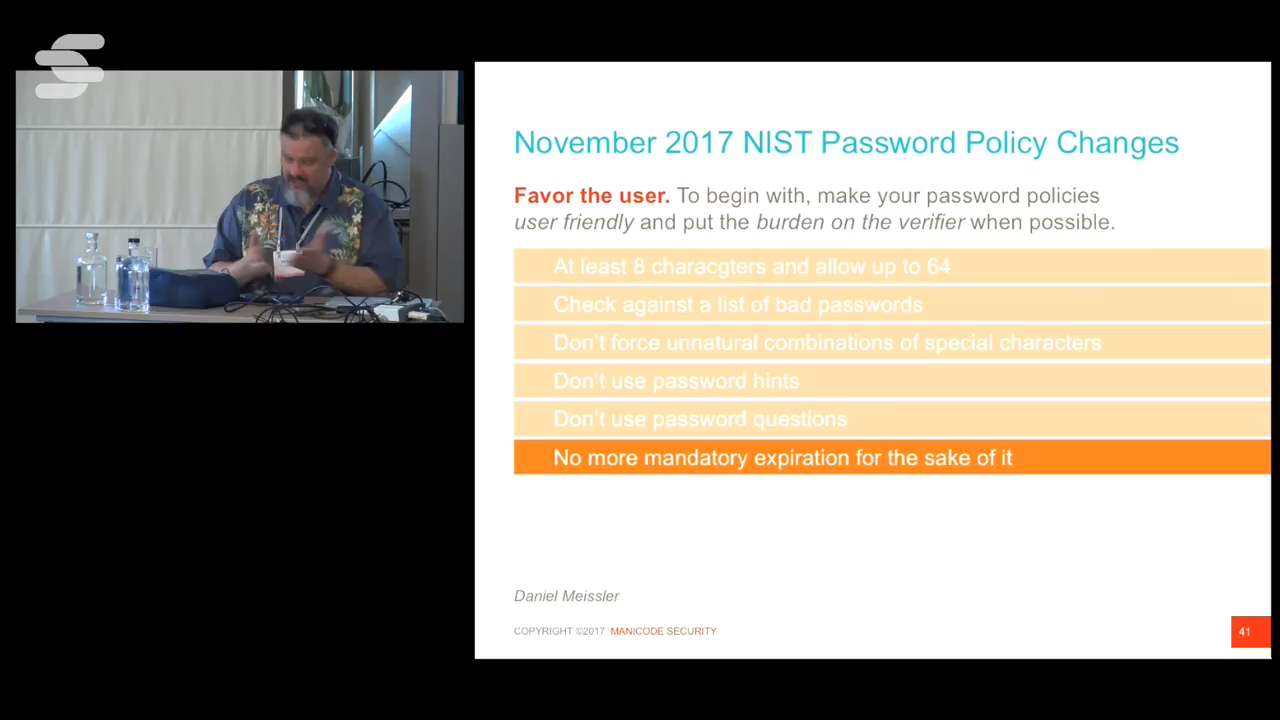 November 2017 NIST Password Policy Changes
Favor the user. To begin with, make your password policies
user friendly and put the burden on the verifier when possible.
At least 8 characgters and allow up to 64
Check against a list of bad passwords
Don't force unnatural combinations of special characters
Don't use password hints
Don't use password questions
No more mandatory expiration for the sake of it
Daniel Meissler
COPYRIGHT ©2017 MANICODE SECURITY
41